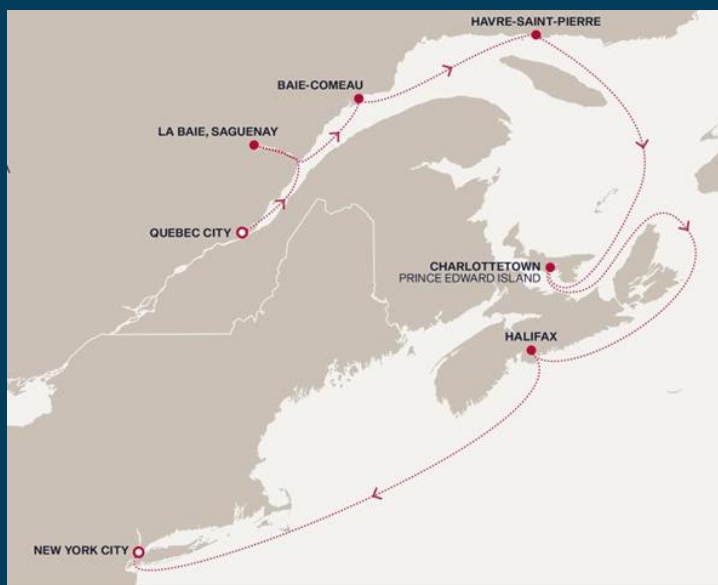 HAVRE-SAINT-PIERRE
BAIE-COMEAU
LA BAIE, SAGUENAY
QUEBEC CITY
CHARLOTTETOWN
PRINCE EDWARD ISLAND
HALIFAX
NEW YORK CITY